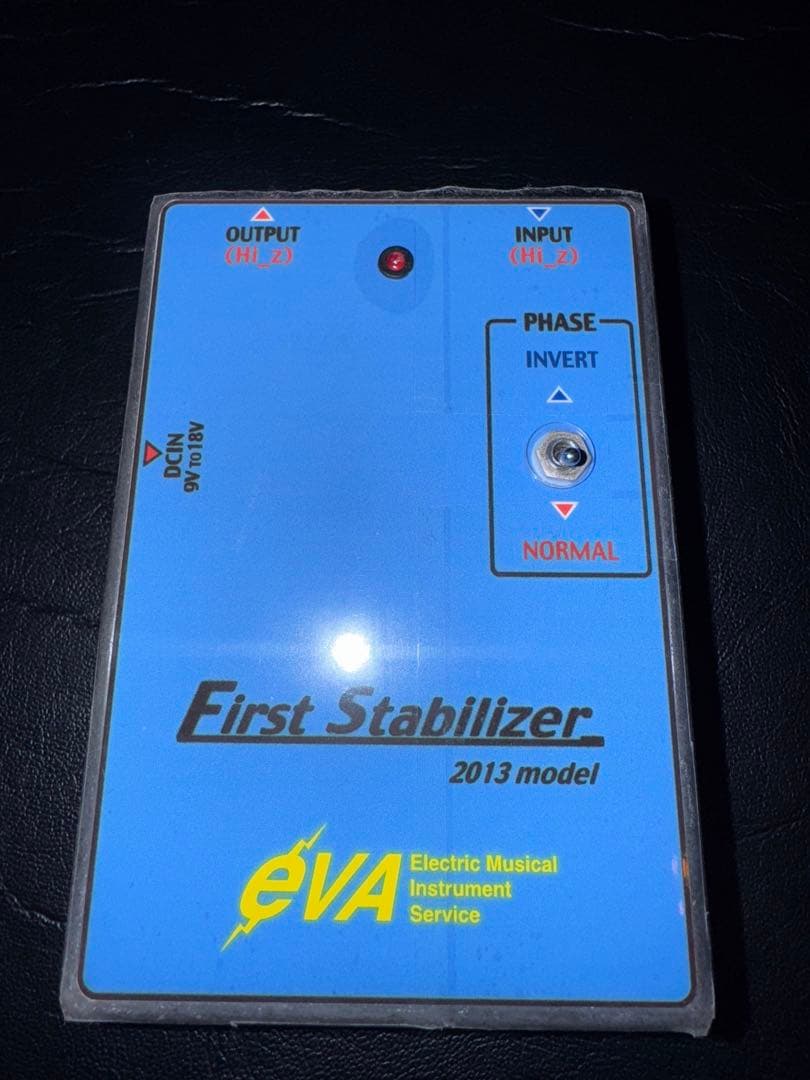 OUTPUT
(Hi_z)
INPUT
(Hi_z)
PHASE
INVERT
NORMAL
DCIN
9V TO 18V
First Stabilizer
2013 model
eVA
Electric Musical
Instrument
Service